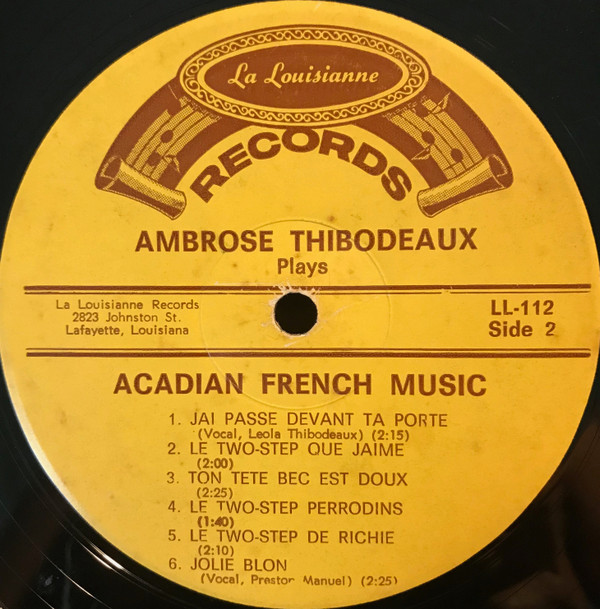 La Louisianne
RECORDS
AMBROSE THIBODEAUX
Plays
La Louisianne Records
2823 Johnston St.
Lafayette, Louisiana
LL-112
Side 2
ACADIAN FRENCH MUSIC
1. JAI PASSE DEVANT TA PORTE
(Vocal, Leola Thibodeaux) (2:15)
2. LE TWO-STEP QUE JAIME
(2:00)
3. TON TETE BEC EST DOUX
(2:25)
4. LE TWO-STEP PERRODINS
(1:40)
5. LE TWO-STEP DE RICHIE
(2:10)
6. JOLIE BLON
(Vocal, Preston Manuel) (2:25)